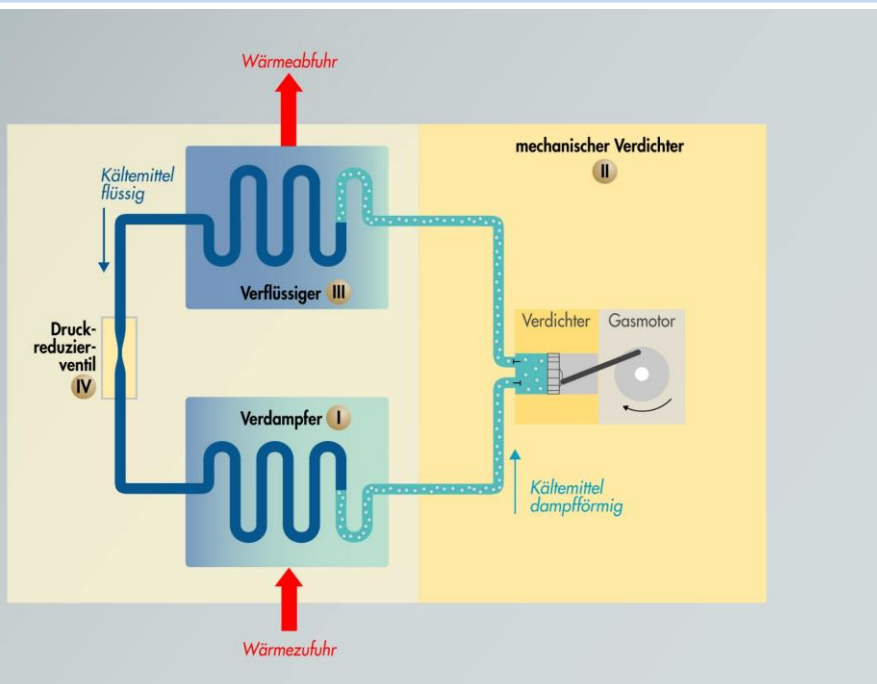 Wärmeabfuhr
mechanischer Verdichter
II
Kältemittel
flüssig
Verflüssiger III
Verdichter
Gasmotor
Druck-
reduzier-
ventil
IV
Verdampfer I
Kältemittel
dampfförmig
Wärmezufuhr